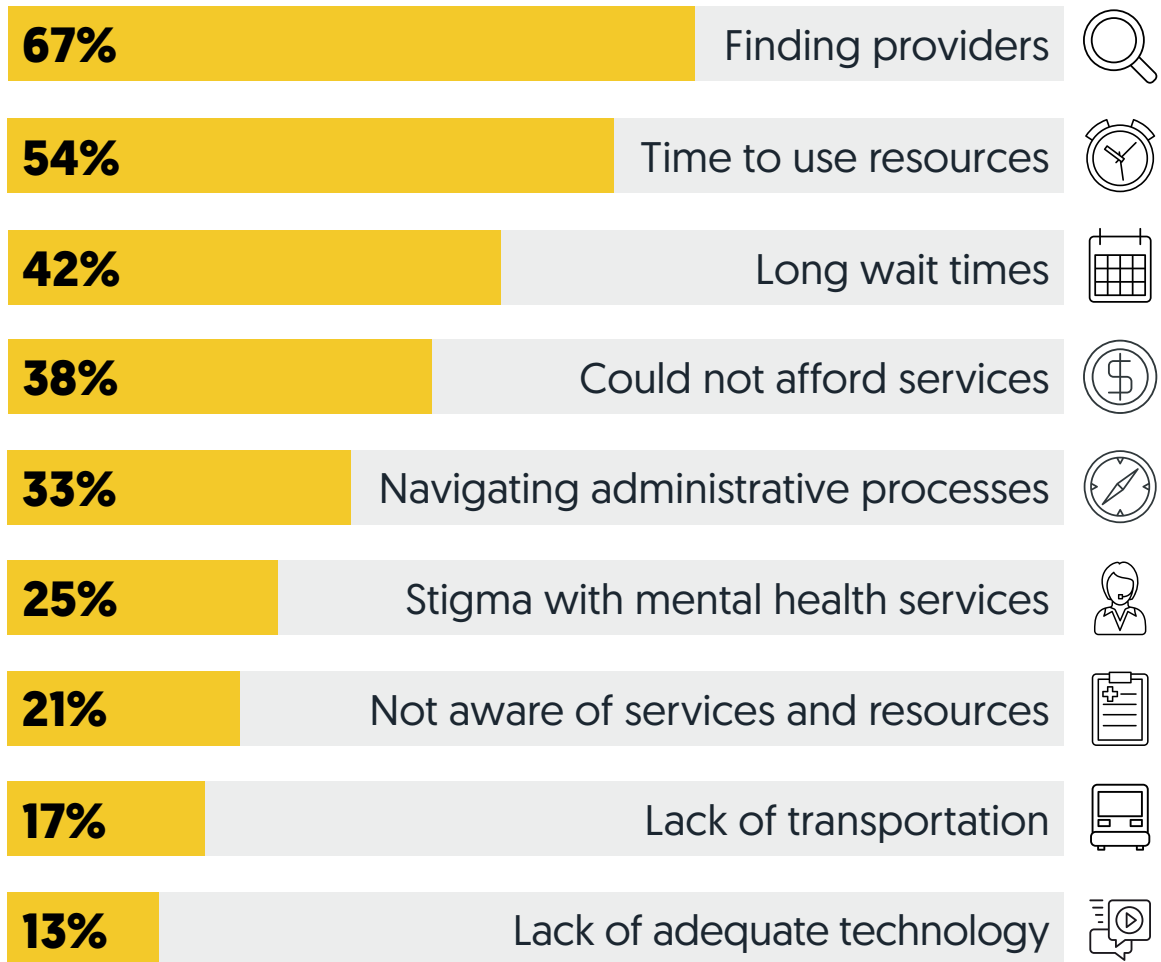 67% Finding providers
54% Time to use resources
42% Long wait times
38% Could not afford services
33% Navigating administrative processes
25% Stigma with mental health services
21% Not aware of services and resources
17% Lack of transportation
13% Lack of adequate technology